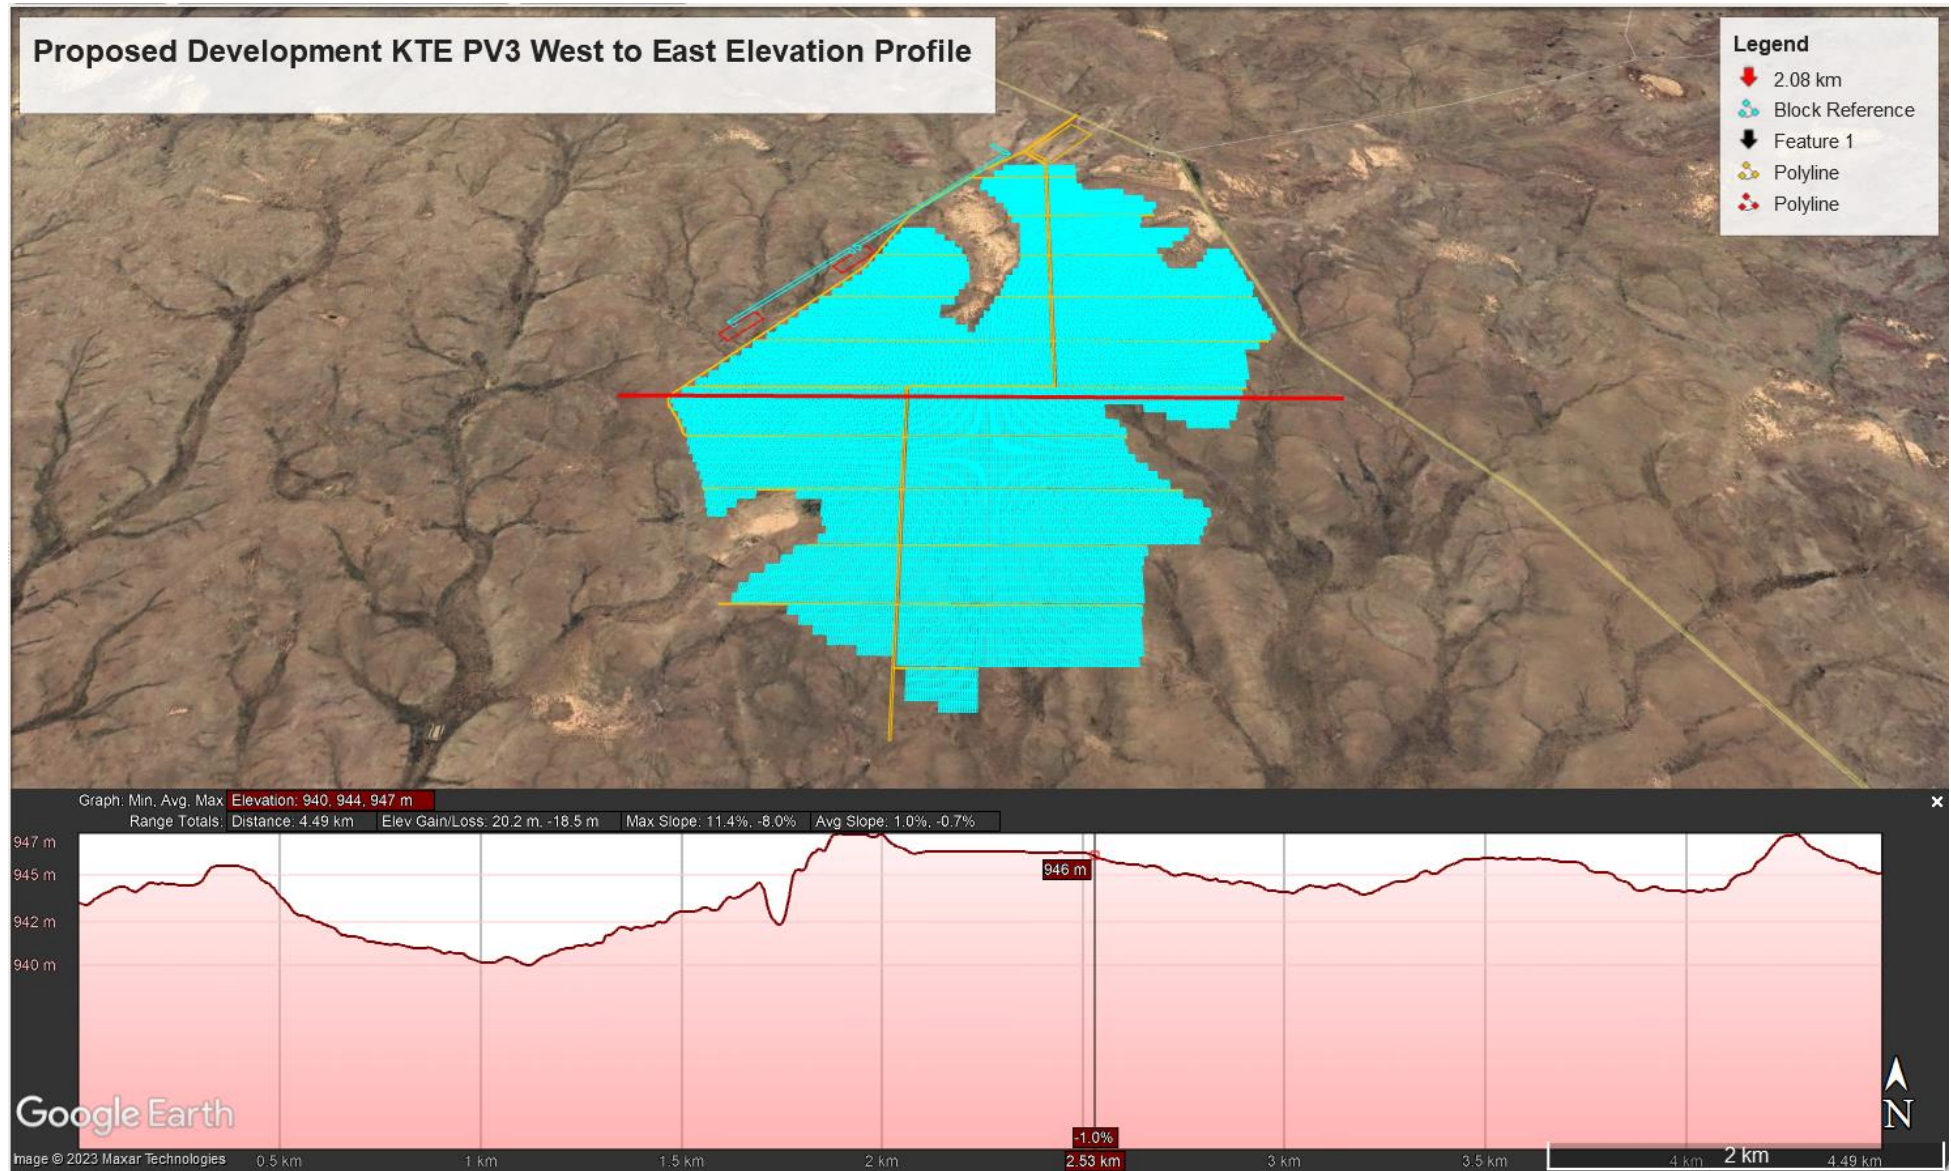 Proposed Development KTE PV3 West to East Elevation Profile
Legend
2.08 km
Block Reference
Feature 1
Polyline
Polyline
Graph: Min, Avg, Max Elevation: 940, 944, 947 m
Range Totals: Distance: 4.49 km Elev Gain/Loss: 20.2 m, -18.5 m Max Slope: 11.4%, -8.0% Avg Slope: 1.0%, -0.7%
947 m
945 m
942 m
940 m
946 m
Google Earth
N
-1.0%
Image © 2023 Maxar Technologies
0.5 km 1 km 1.5 km 2 km 2.53 km 3 km 3.5 km 4 km 4.49 km
2 km